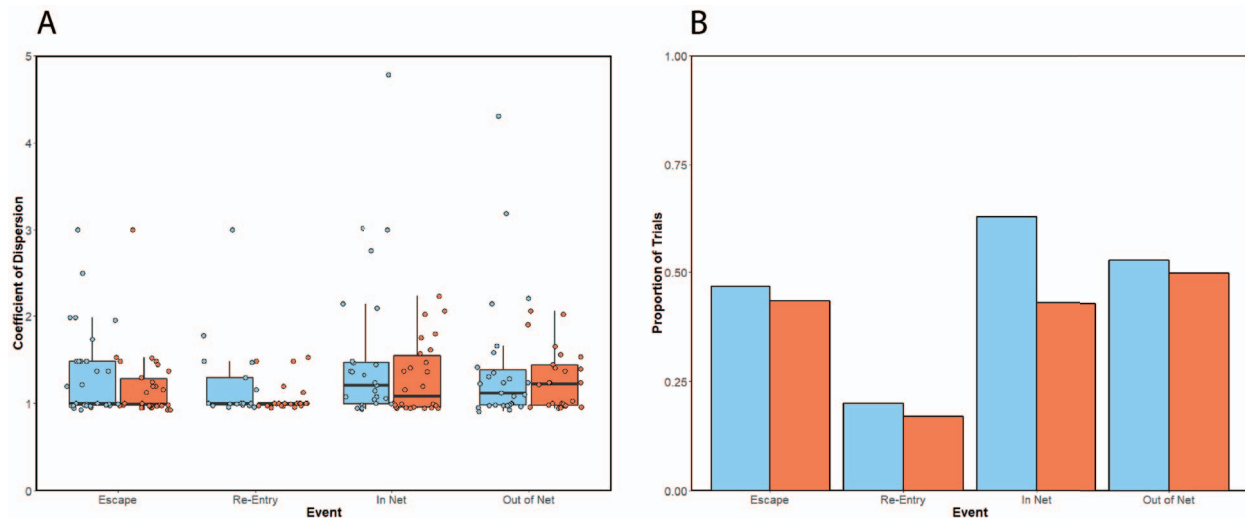 A
5
4
3
2
1
0
Coefficient of Dispersion
Escape
Re-Entry
In Net
Out of Net
Event
B
1.00
0.75
0.50
0.25
0.00
Proportion of Trials
Escape
Re-Entry
In Net
Out of Net
Event